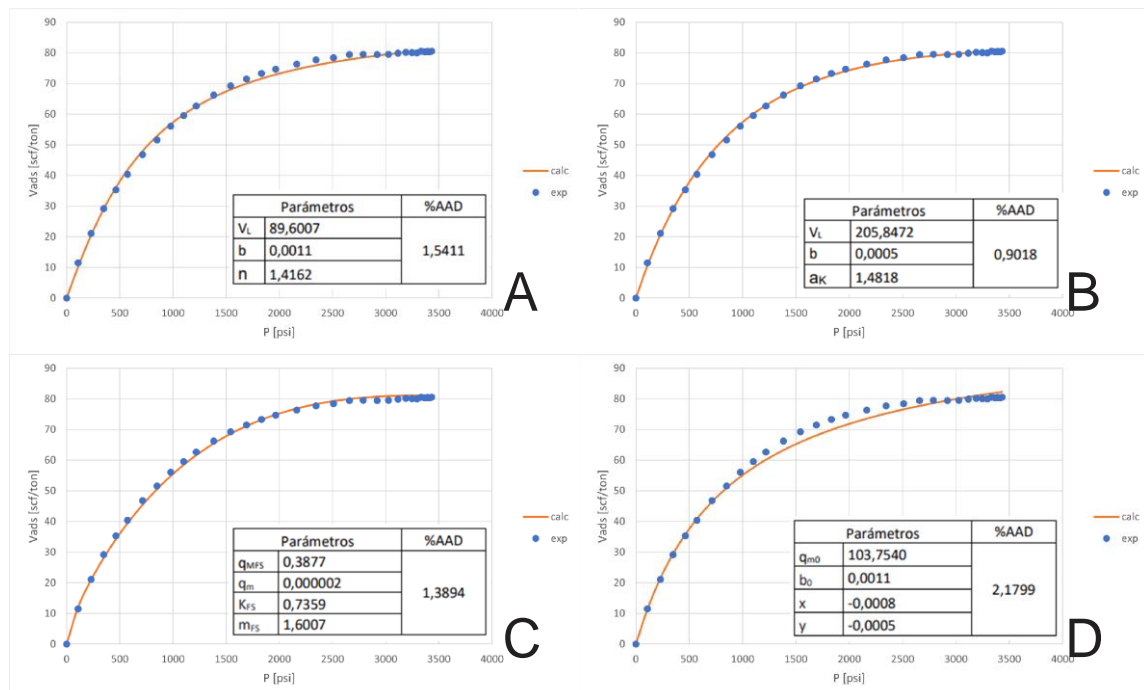 90
80
70
60
50
40
30
20
10
0
Vads [scf/ton]
0 500 1000 1500 2000 2500 3000 3500 4000
P [psi]
calc
exp
Parámetros %AAD
VL 89,6007
b 0,0011
n 1,4162
1,5411
A
90
80
70
60
50
40
30
20
10
0
Vads [scf/ton]
0 500 1000 1500 2000 2500 3000 3500 4000
P [psi]
calc
exp
Parámetros %AAD
VL 205,8472
b 0,0005
aK 1,4818
0,9018
B
90
80
70
60
50
40
30
20
10
0
Vads [scf/ton]
0 500 1000 1500 2000 2500 3000 3500 4000
P [psi]
calc
exp
Parámetros %AAD
qMFS 0,3877
qm 0,000002
KFS 0,7359
mFS 1,6007
1,3894
C
90
80
70
60
50
40
30
20
10
0
Vads [scf/ton]
0 500 1000 1500 2000 2500 3000 3500 4000
P [psi]
calc
exp
Parámetros %AAD
qm0 103,7540
b0 0,0011
x -0,0008
y -0,0005
2,1799
D